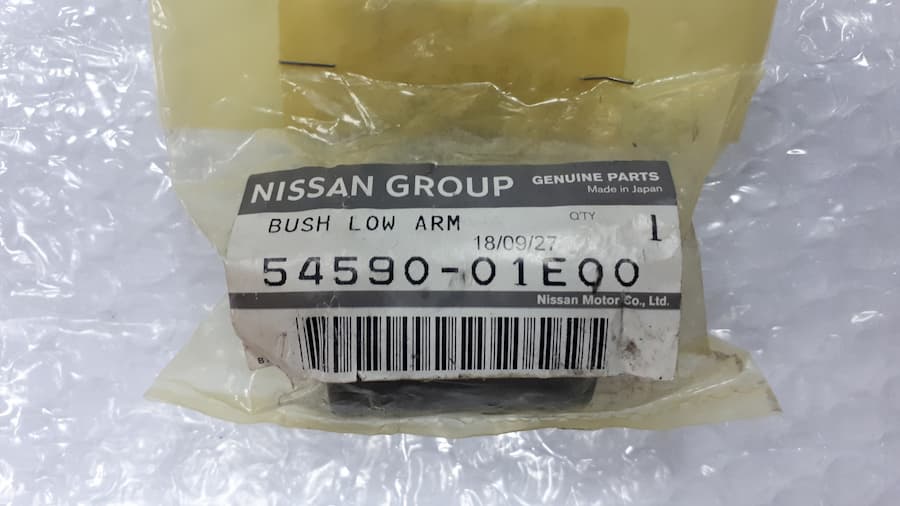 NISSAN GROUP GENUINE PARTS
Made in Japan
BUSH LOW ARM Q'TY 1
18/09/27
54590-01E00
Nissan Motor Co., Ltd.